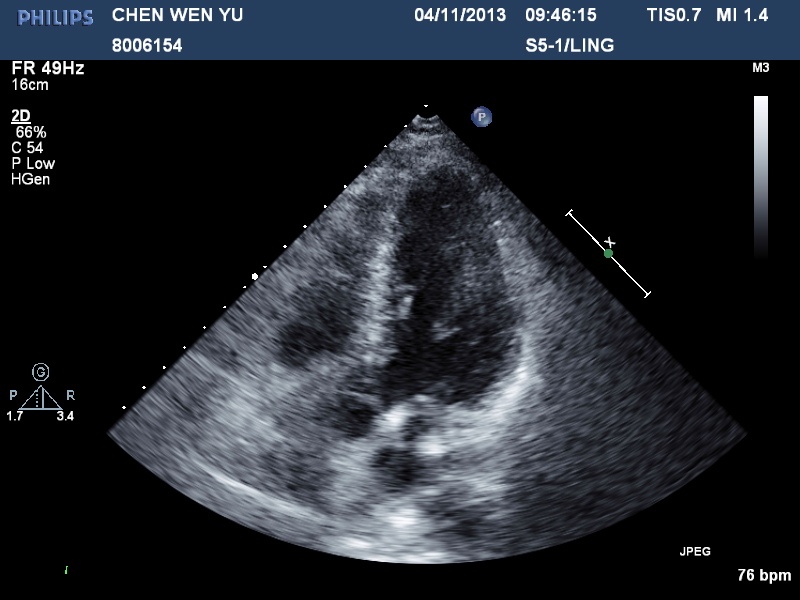 PHILIPS CHEN WEN YU 04/11/2013 09:46:15 TIS0.7 MI 1.4
8006154 S5-1/LING
FR 49Hz
16cm
M3
2D
66%
C 54
P Low
HGen
P
X
G
P R
1.7 3.4
JPEG
76 bpm
i